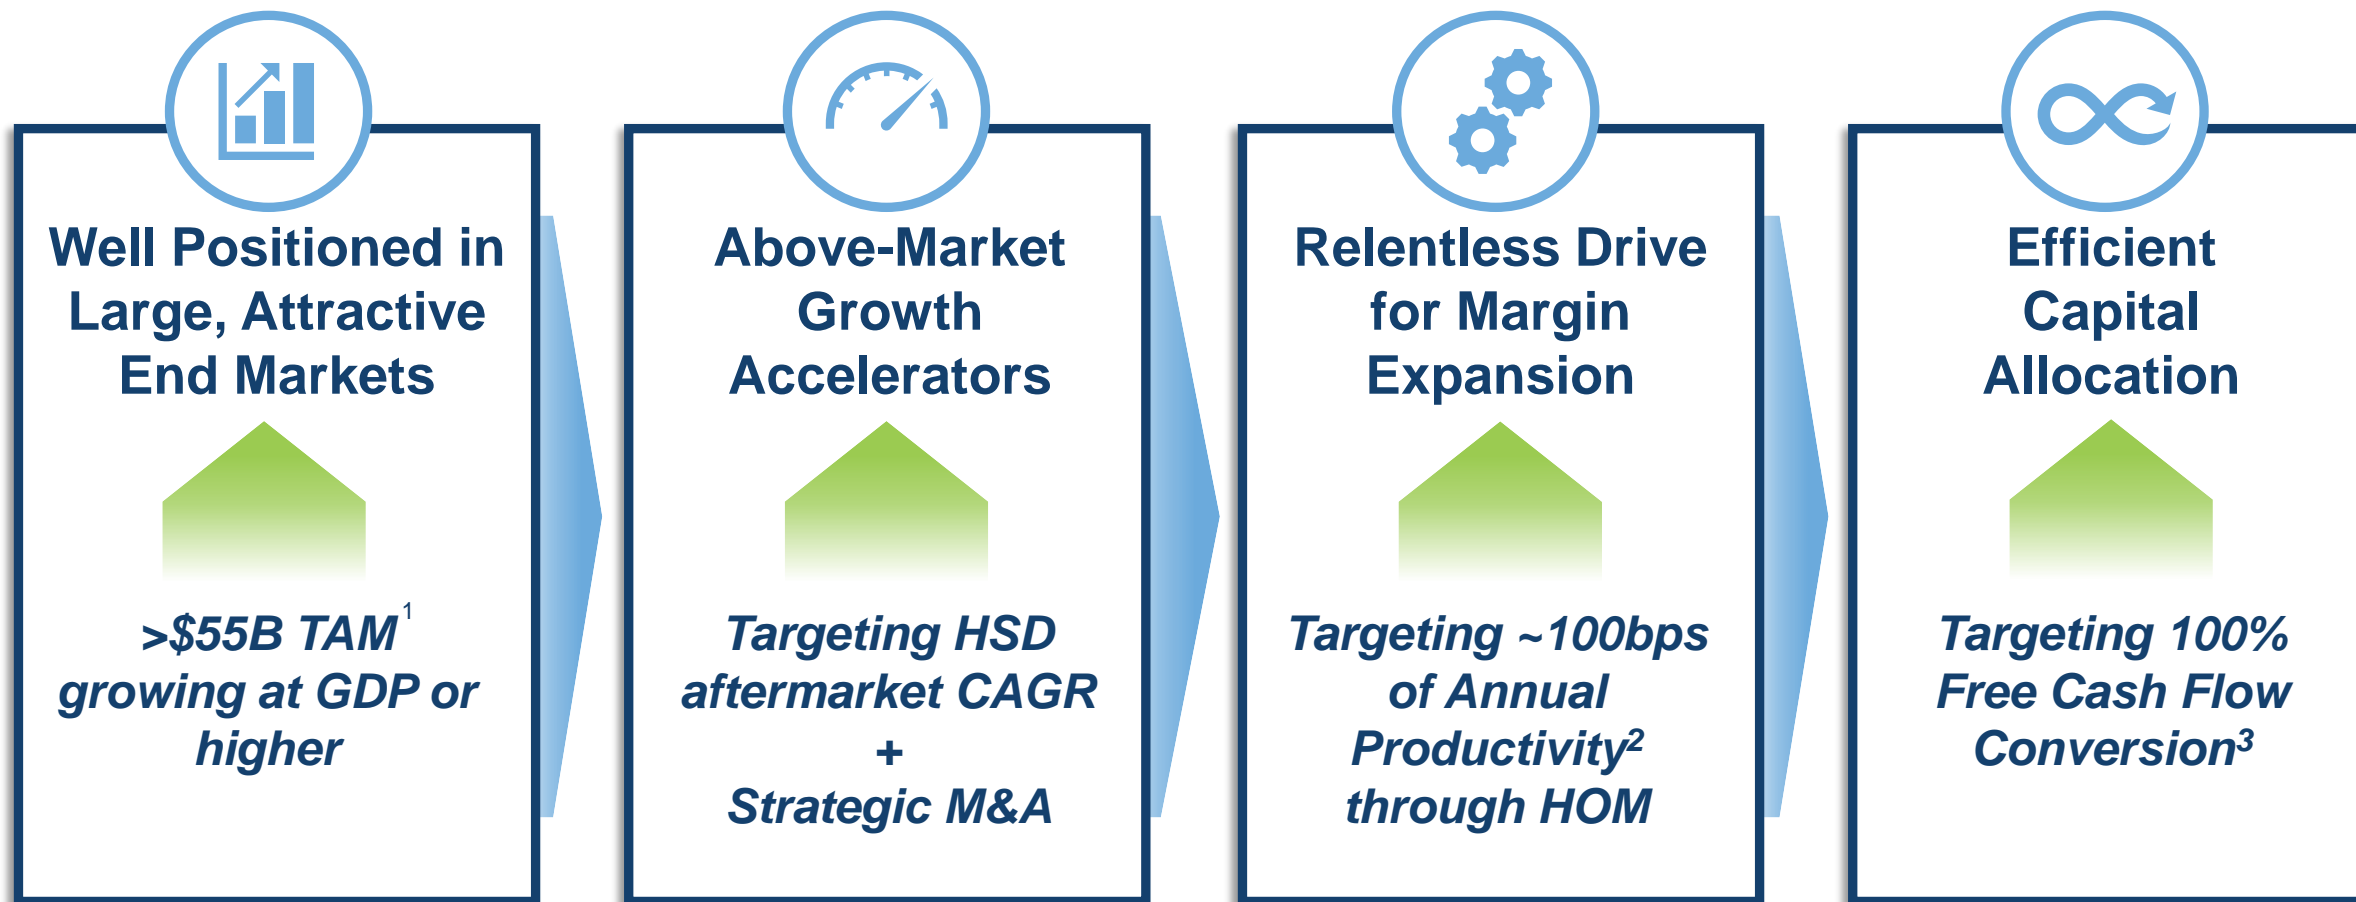 Well Positioned in
Large, Attractive
End Markets
>$55B TAM¹
growing at GDP or
higher
Above-Market
Growth
Accelerators
Targeting HSD
aftermarket CAGR
+
Strategic M&A
Relentless Drive
for Margin
Expansion
Targeting ~100bps
of Annual
Productivity²
through HOM
Efficient
Capital
Allocation
Targeting 100%
Free Cash Flow
Conversion³